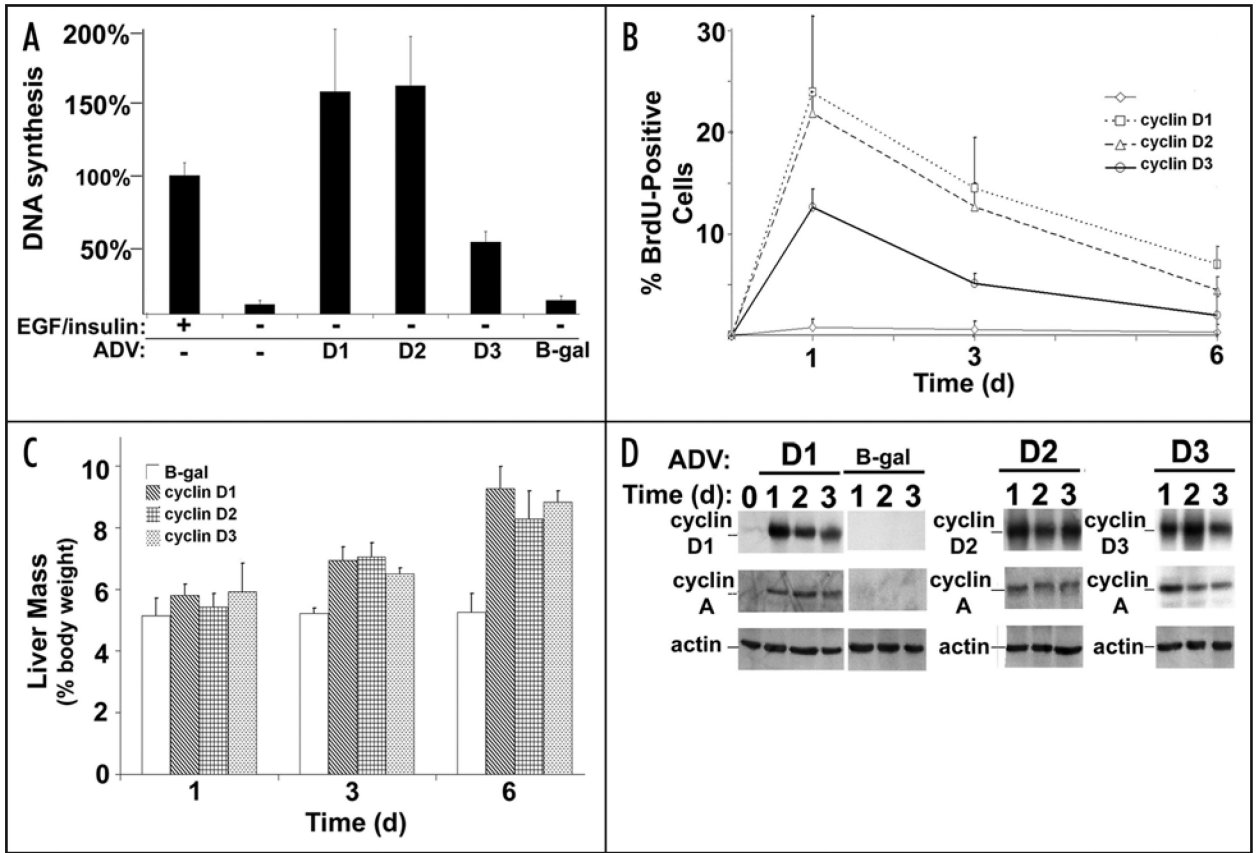 A
DNA synthesis
200%
150%
100%
50%
EGF/insulin: + - - - - -
ADV: - - D1 D2 D3 B-gal
B
% BrdU-Positive
Cells
30
20
10
cyclin D1
cyclin D2
cyclin D3
1 3 6
Time (d)
C
Liver Mass
(% body weight)
10
8
6
4
2
0
B-gal
cyclin D1
cyclin D2
cyclin D3
1 3 6
Time (d)
D
ADV: D1 B-gal D2 D3
Time (d): 0 1 2 3 1 2 3 1 2 3 1 2 3
cyclin
D1
cyclin
D2
cyclin
D3
cyclin
A
cyclin
A
cyclin
A
actin
actin
actin